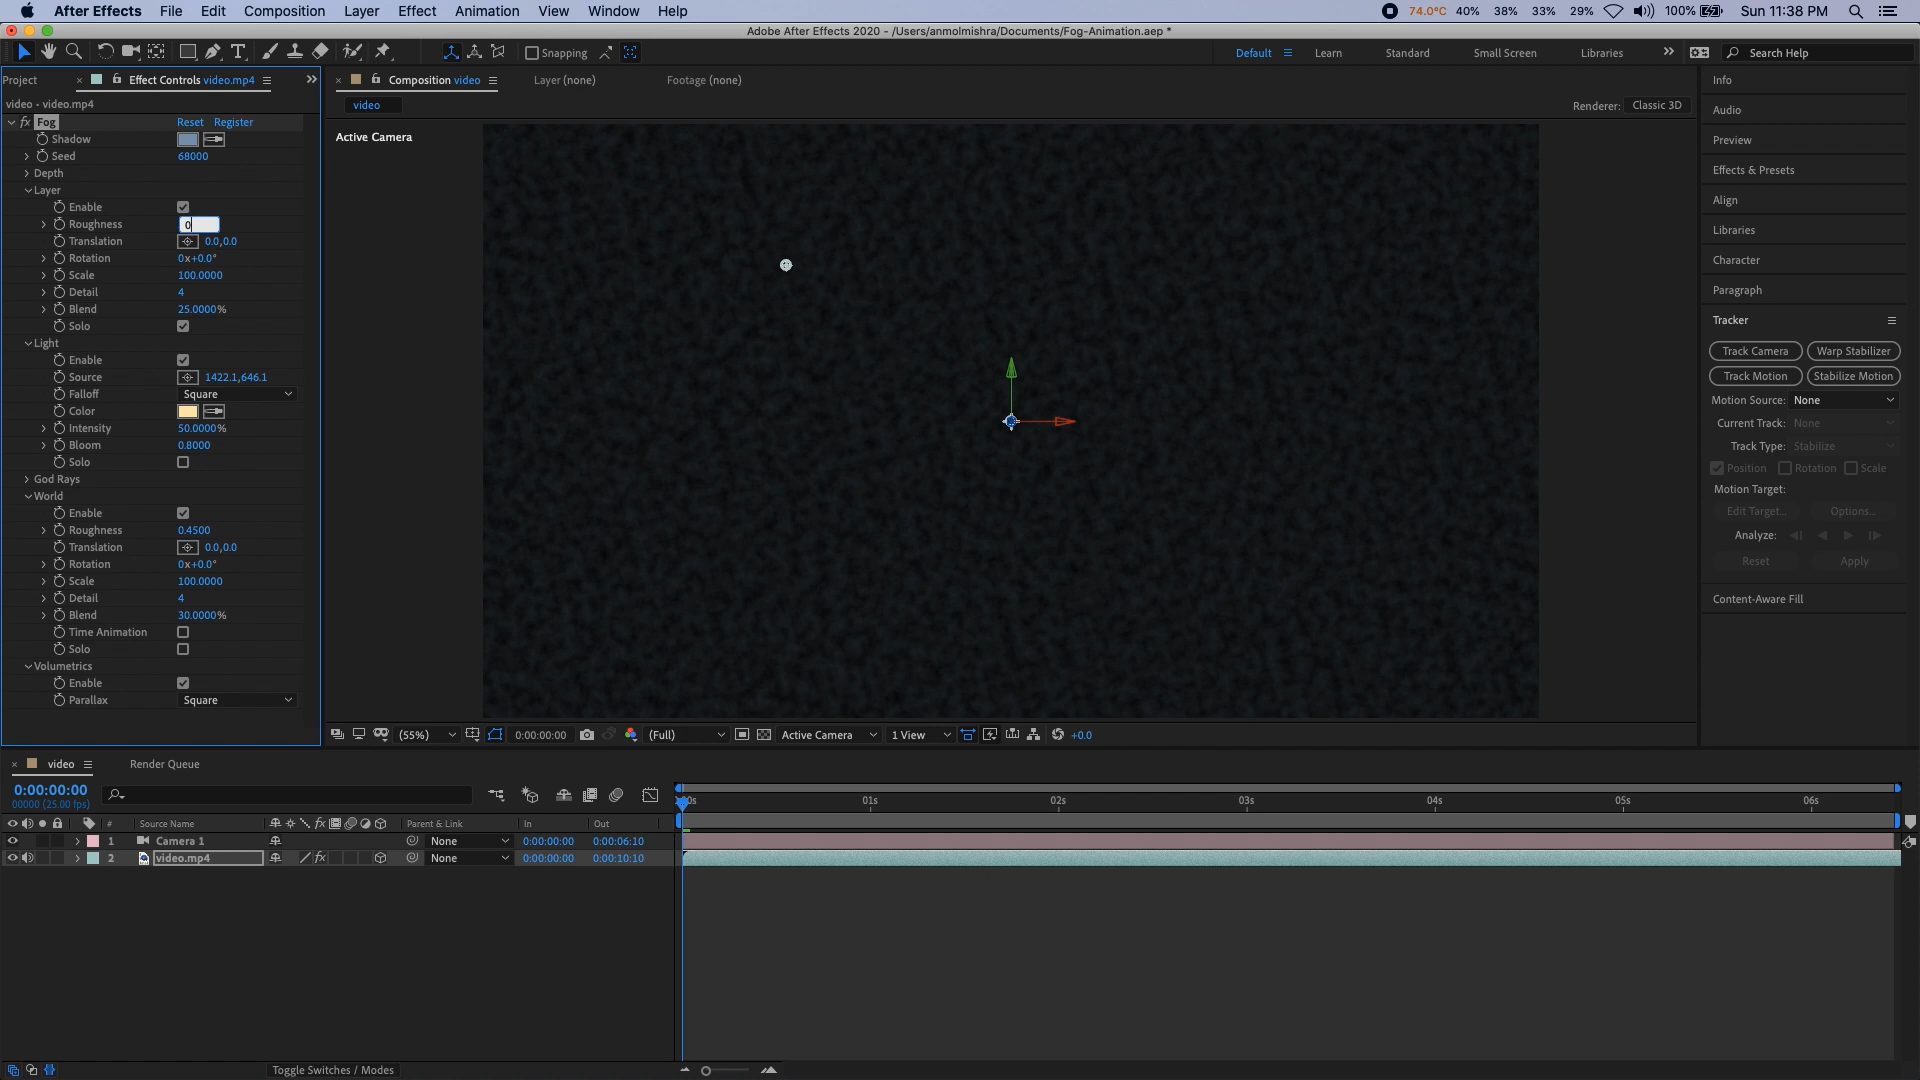 After Effects File Edit Composition Layer Effect Animation View Window Help 74.0°C 40% 38% 33% 29% 100% Sun 11:38 PM
Adobe After Effects 2020 - /Users/anmolmishra/Documents/Fog-Animation.aep *
Snapping Default Learn Standard Small Screen Libraries Search Help
Project Effect Controls video.mp4 Composition video Layer (none) Footage (none) Info
video - video.mp4 video Renderer: Classic 3D
Audio
Fog Reset Register
Active Camera
Shadow
Preview
Seed 68000
Depth Effects & Presets
Layer
Align
Enable
Roughness 0
Libraries
Translation 0.0,0.0
Rotation 0x+0.0° Character
Scale 100.0000
Detail 4 Paragraph
Blend 25.0000%
Solo Tracker
Light
Enable Track Camera Warp Stabilizer
Source 1422.1,646.1 Track Motion Stabilize Motion
Falloff Square Motion Source: None
Color
Intensity 50.0000% Current Track: None
Bloom 0.8000 Track Type: Stabilize
Solo Position Rotation Scale
God Rays Motion Target:
World
Enable Edit Target... Options...
Roughness 0.4500 Analyze:
Translation 0.0,0.0
Rotation 0x+0.0° Reset Apply
Scale 100.0000
Detail 4 Content-Aware Fill
Blend 30.0000%
Time Animation
Solo
Volumetrics
Enable
Parallax Square
(55%) 0:00:00:00 (Full) Active Camera 1 View +0.0
video Render Queue
0:00:00:00
00000 (25.00 fps) 01s 02s 03s 04s 05s 06s
# Source Name fx Parent & Link In Out
1 Camera 1 None 0:00:00:00 0:00:06:10
2 video.mp4 fx None 0:00:00:00 0:00:10:10
Toggle Switches / Modes